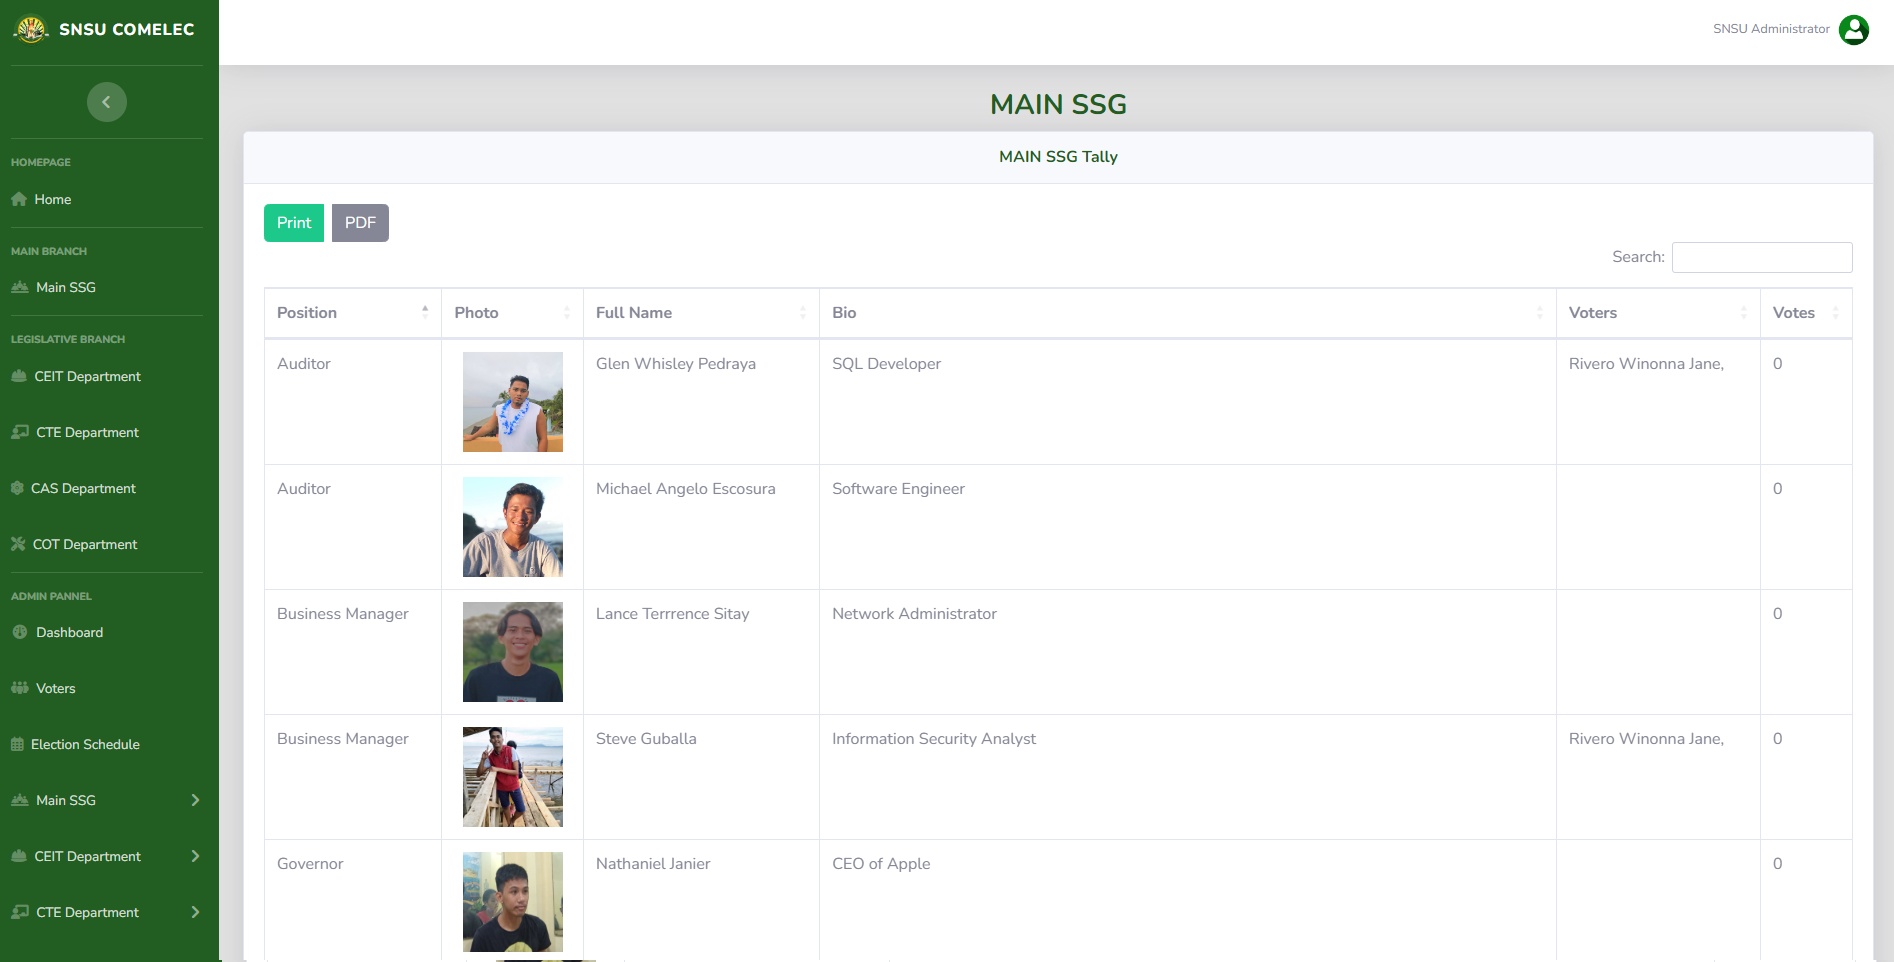 SNSU COMELEC
SNSU Administrator
HOMEPAGE
Home
MAIN BRANCH
Main SSG
LEGISLATIVE BRANCH
CEIT Department
CTE Department
CAS Department
COT Department
ADMIN PANNEL
Dashboard
Voters
Election Schedule
Main SSG
CEIT Department
CTE Department
MAIN SSG
MAIN SSG Tally
Print PDF
Search:
Position Photo Full Name Bio Voters Votes
Auditor Glen Whisley Pedraya SQL Developer Rivero Winonna Jane, 0
Auditor Michael Angelo Escosura Software Engineer 0
Business Manager Lance Terrrence Sitay Network Administrator 0
Business Manager Steve Guballa Information Security Analyst Rivero Winonna Jane, 0
Governor Nathaniel Janier CEO of Apple 0